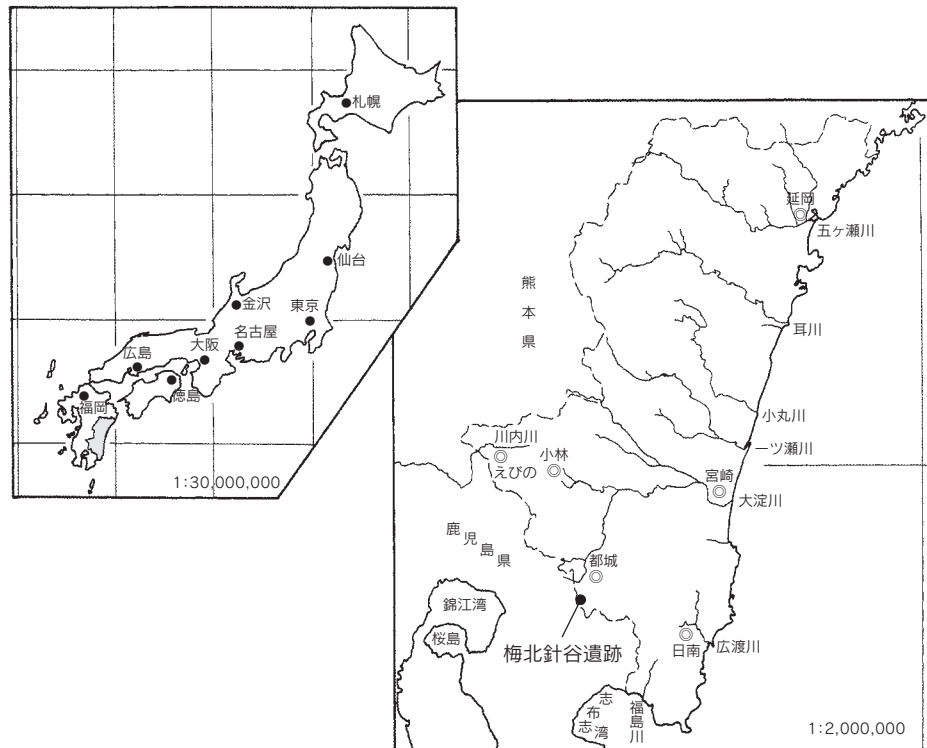 札幌
仙台
金沢
東京
名古屋
大阪
広島
徳島
福岡
1:30,000,000
延岡
五ヶ瀬川
熊本県
耳川
小丸川
一ツ瀬川
川内川
小林
えびの
宮崎
大淀川
鹿児島県
都城
錦江湾
桜島
梅北針谷遺跡
日南
広渡川
志布志湾
福島川
1:2,000,000